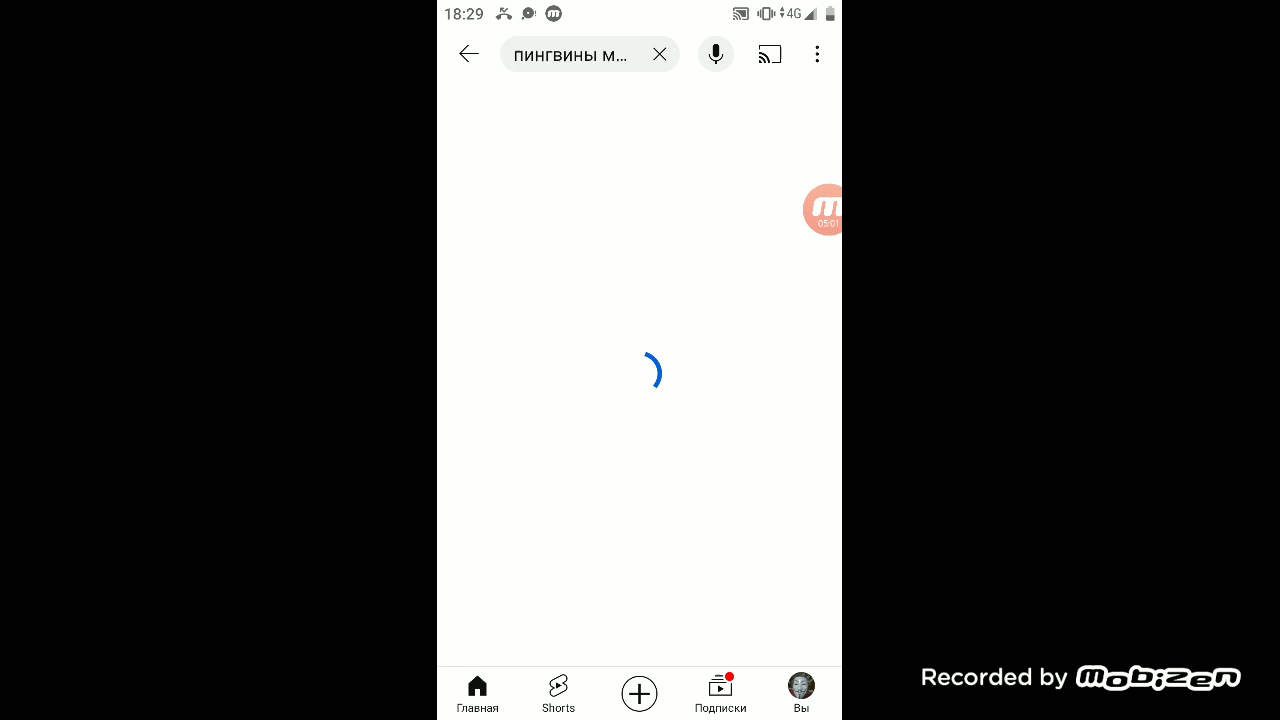 18:29
4G
пингвины м...
05:01
Главная
Shorts
Подписки
Вы
Recorded by mobizen